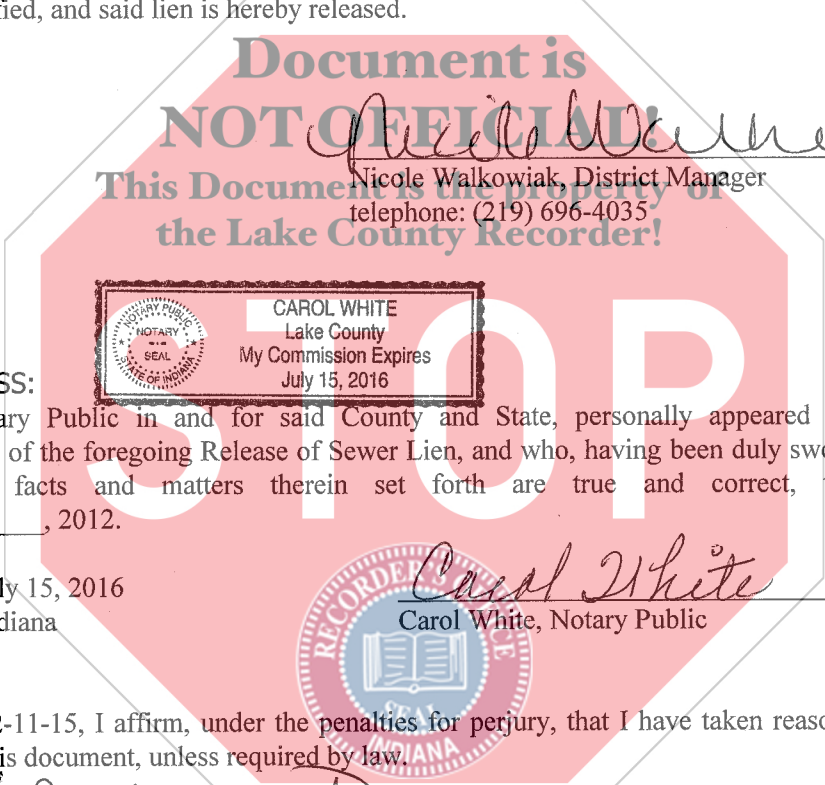 fied, and said lien is hereby released.
Document is
NOT OFFICIAL!
Nicole Walkowiak, District Manager
This Document is the property of
telephone: (219) 696-4035
the Lake County Recorder!
NOTARY PUBLIC
NOTARY
SEAL
STATE OF INDIANA
CAROL WHITE
Lake County
My Commission Expires
July 15, 2016
STOP
SS:
ary Public in and for said County and State, personally appeared
of the foregoing Release of Sewer Lien, and who, having been duly swo
facts and matters therein set forth are true and correct,
, 2012.
Carol White
ly 15, 2016
diana
Carol White, Notary Public
RECORDER'S OFFICE
SEAL
INDIANA
2-11-15, I affirm, under the penalties for perjury, that I have taken reaso
is document, unless required by law.